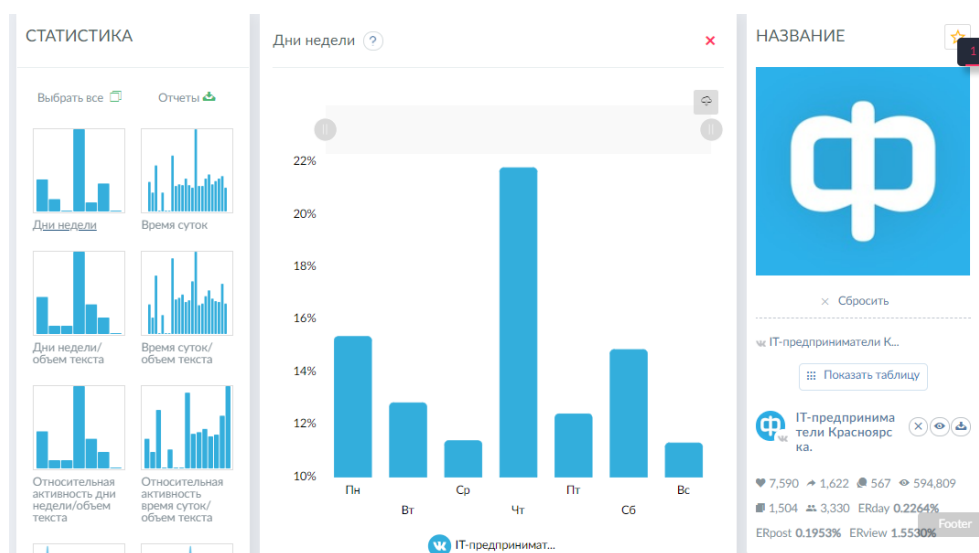 СТАТИСТИКА
Выбрать все
Отчеты
Дни недели
Время суток
Дни недели/
объем текста
Время суток/
объем текста
Относительная
активность дни
недели/объем
текста
Относительная
активность
время суток/
объем текста
Дни недели ?
22%
20%
18%
16%
14%
12%
10%
Пн
Вт
Ср
Чт
Пт
Сб
Вс
IT-предпринимат...
НАЗВАНИЕ
1
ф
Сбросить
IT-предприниматели К...
Показать таблицу
IT-предпринима
тели Красноярс
ка.
7,590 1,622 567 594,809
1,504 3,330 ERday 0.2264%
Footer
ERpost 0.1953% ERview 1.5530%